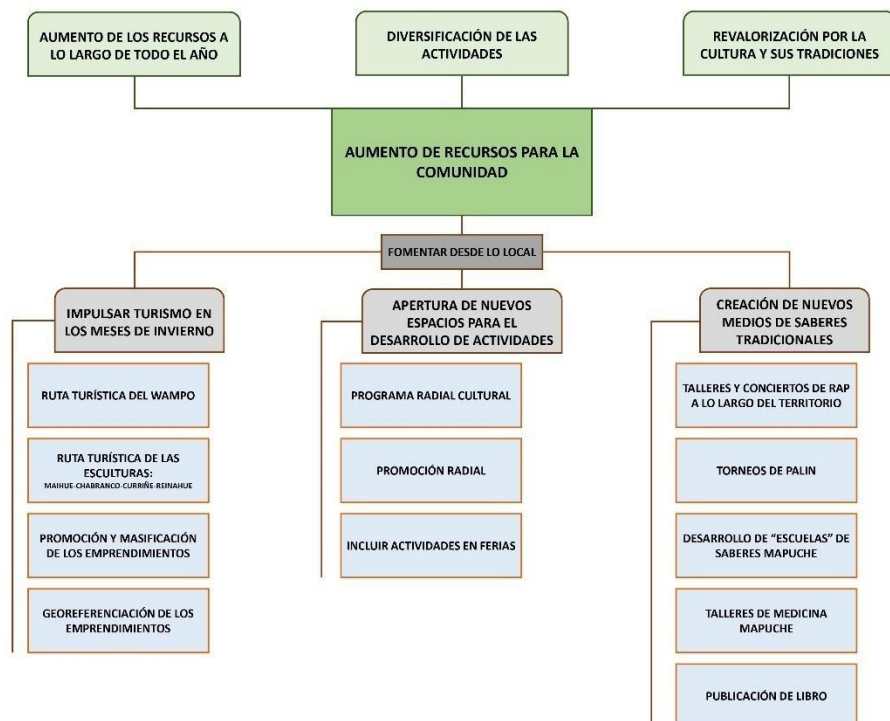 AUMENTO DE LOS RECURSOS A
LO LARGO DE TODO EL AÑO
DIVERSIFICACIÓN DE LAS
ACTIVIDADES
REVALORIZACIÓN POR LA
CULTURA Y SUS TRADICIONES
AUMENTO DE RECURSOS PARA LA
COMUNIDAD
FOMENTAR DESDE LO LOCAL
IMPULSAR TURISMO EN
LOS MESES DE INVIERNO
RUTA TURÍSTICA DEL WAMPO
RUTA TURÍSTICA DE LAS
ESCULTURAS:
MAIHUE-CHABRANCO-CURRIÑE-REINAHUE
PROMOCIÓN Y MASIFICACIÓN
DE LOS EMPRENDIMIENTOS
GEOREFERENCIACIÓN DE LOS
EMPRENDIMIENTOS
APERTURA DE NUEVOS
ESPACIOS PARA EL
DESARROLLO DE ACTIVIDADES
PROGRAMA RADIAL CULTURAL
PROMOCIÓN RADIAL
INCLUIR ACTIVIDADES EN FERIAS
CREACIÓN DE NUEVOS
MEDIOS DE SABERES
TRADICIONALES
TALLERES Y CONCIERTOS DE RAP
A LO LARGO DEL TERRITORIO
TORNEOS DE PALIN
DESARROLLO DE “ESCUELAS” DE
SABERES MAPUCHE
TALLERES DE MEDICINA
MAPUCHE
PUBLICACIÓN DE LIBRO